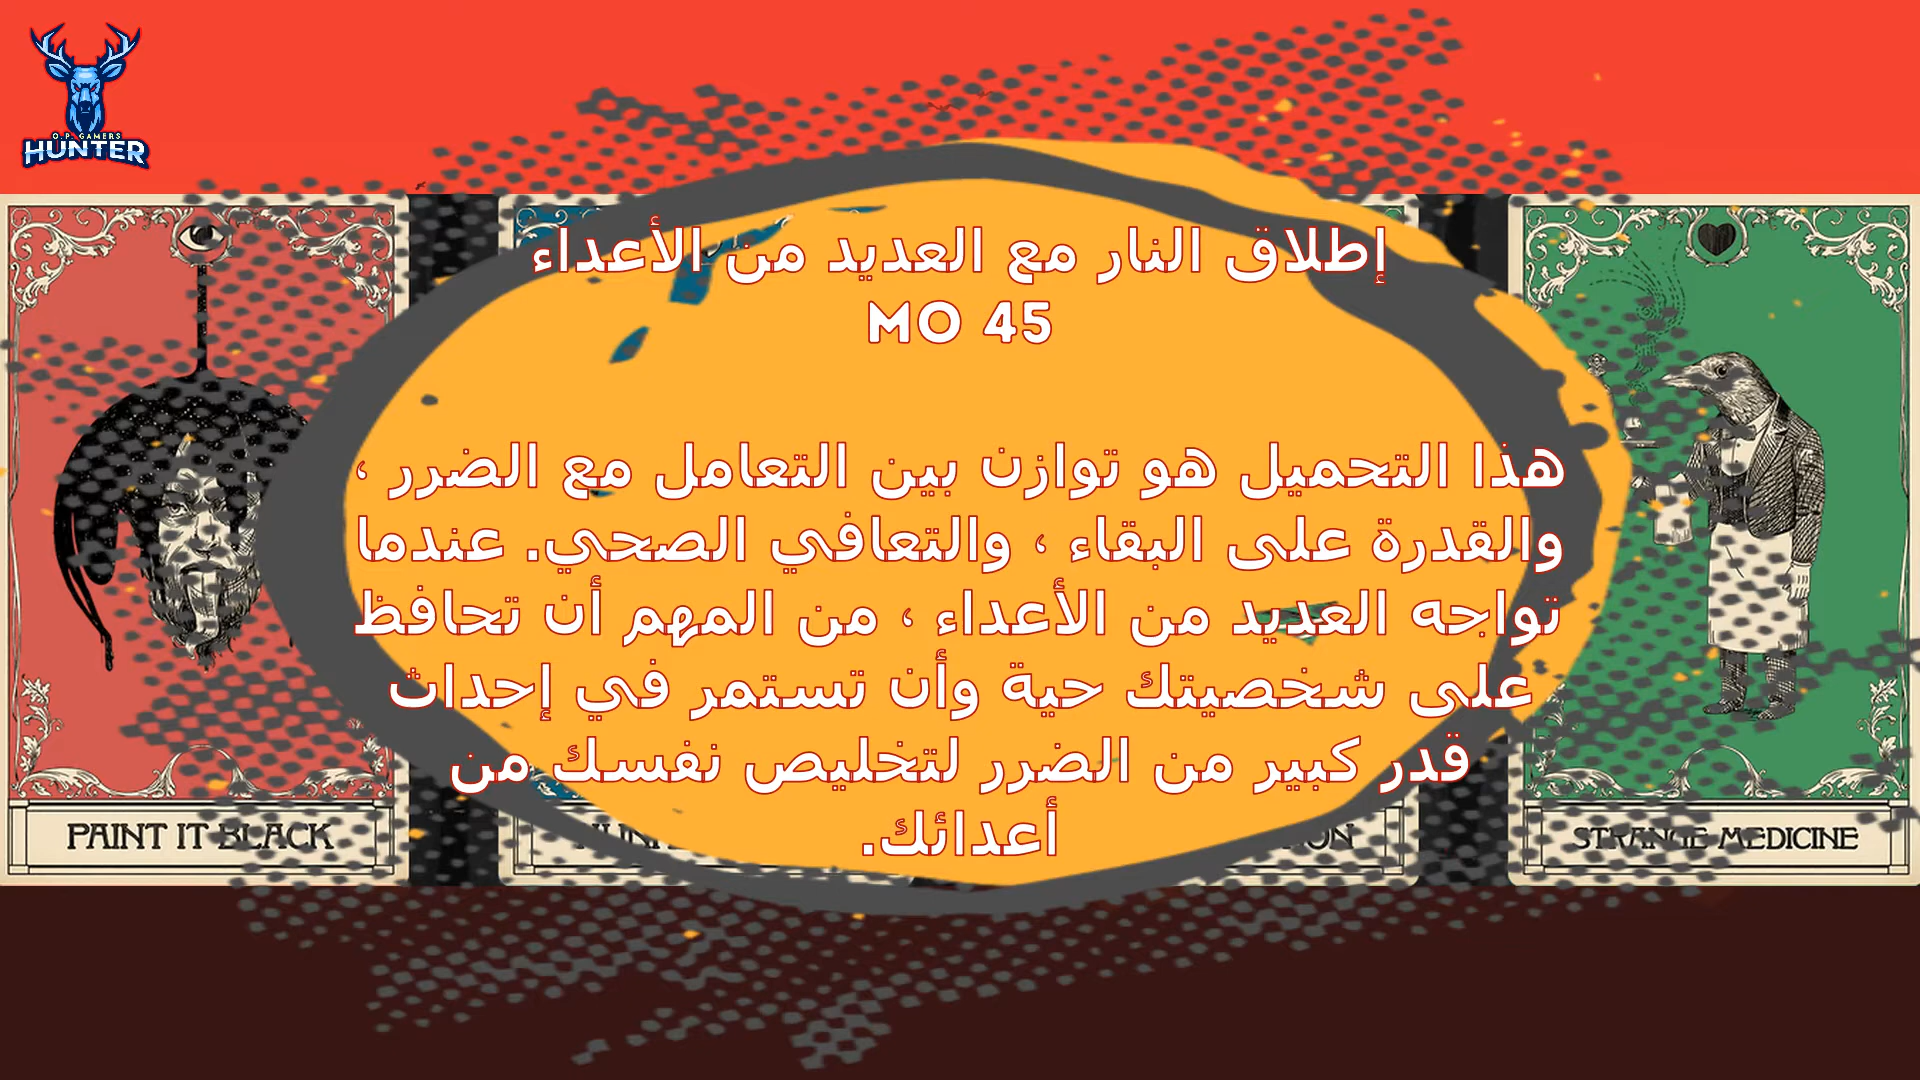 O.P. GAMERS
HUNTER
إطلاق النار مع العديد من الأعداء
MO 45
هذا التحميل هو توازن بين التعامل مع الضرر ،
والقدرة على البقاء ، والتعافي الصحي. عندما
تواجه العديد من الأعداء ، من المهم أن تحافظ
على شخصيتك حية وأن تستمر في إحداث
قدر كبير من الضرر لتخليص نفسك من
أعدائك.
PAINT IT BLACK
STRANGE MEDICINE